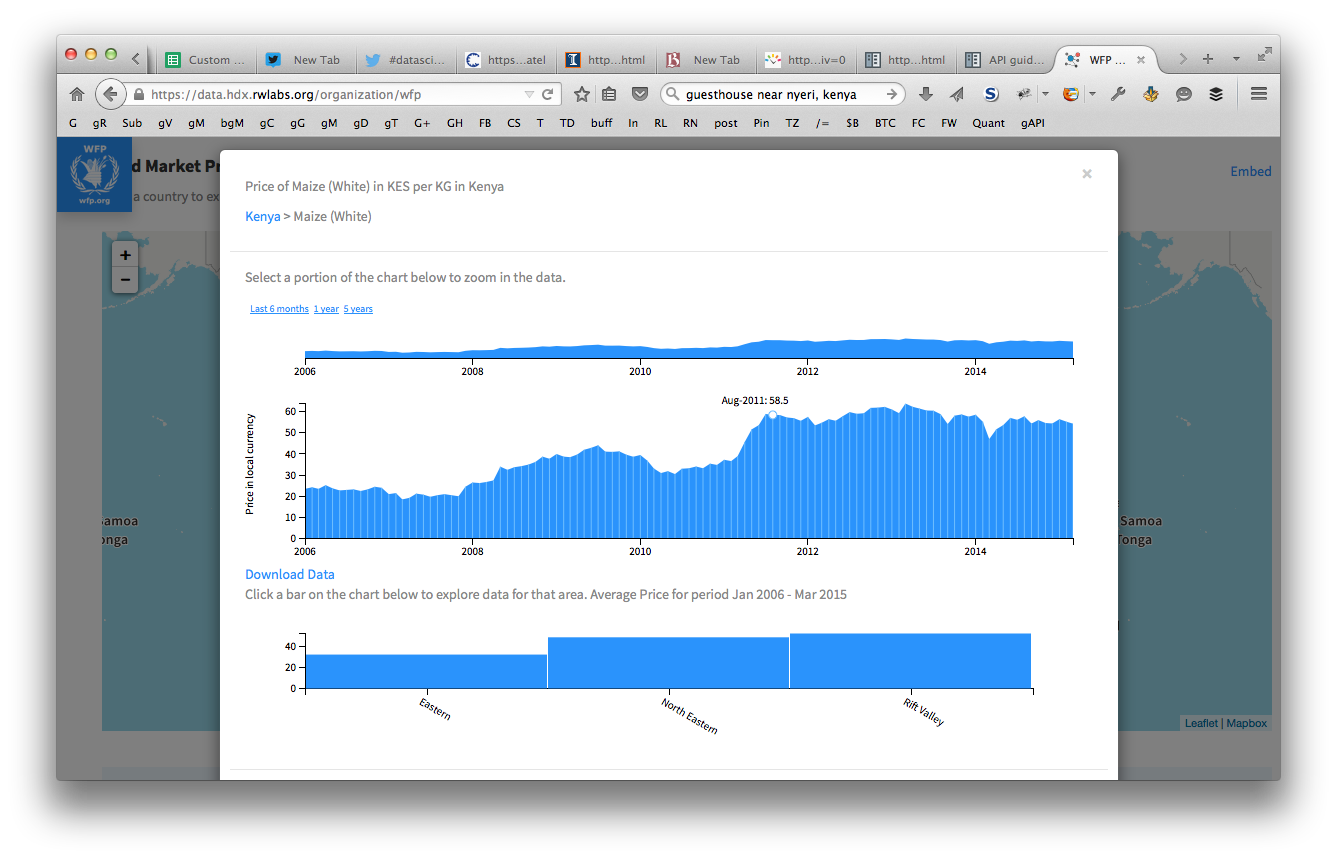 Custom ...
New Tab
#datasci...
https...atel
http...html
New Tab
http...iv=0
http...html
API guid...
WFP ...
https://data.hdx.rwlabs.org/organization/wfp
guesthouse near nyeri, kenya
G gR Sub gV gM bgM gC gG gM gD gT G+ GH FB CS T TD buff In RL RN post Pin TZ /= $B BTC FC FW Quant gAPI
WFP
wfp.org
d Market Pr
a country to ex
Embed
+
−
Price of Maize (White) in KES per KG in Kenya
Kenya > Maize (White)
Select a portion of the chart below to zoom in the data.
Last 6 months 1 year 5 years
2006 2008 2010 2012 2014
Aug-2011: 58.5
Price in local currency
60
50
40
30
20
10
0
2006 2008 2010 2012 2014
Download Data
Click a bar on the chart below to explore data for that area. Average Price for period Jan 2006 - Mar 2015
40
20
0
Eastern
North Eastern
Rift Valley
Samoa
onga
Samoa
Tonga
Leaflet | Mapbox